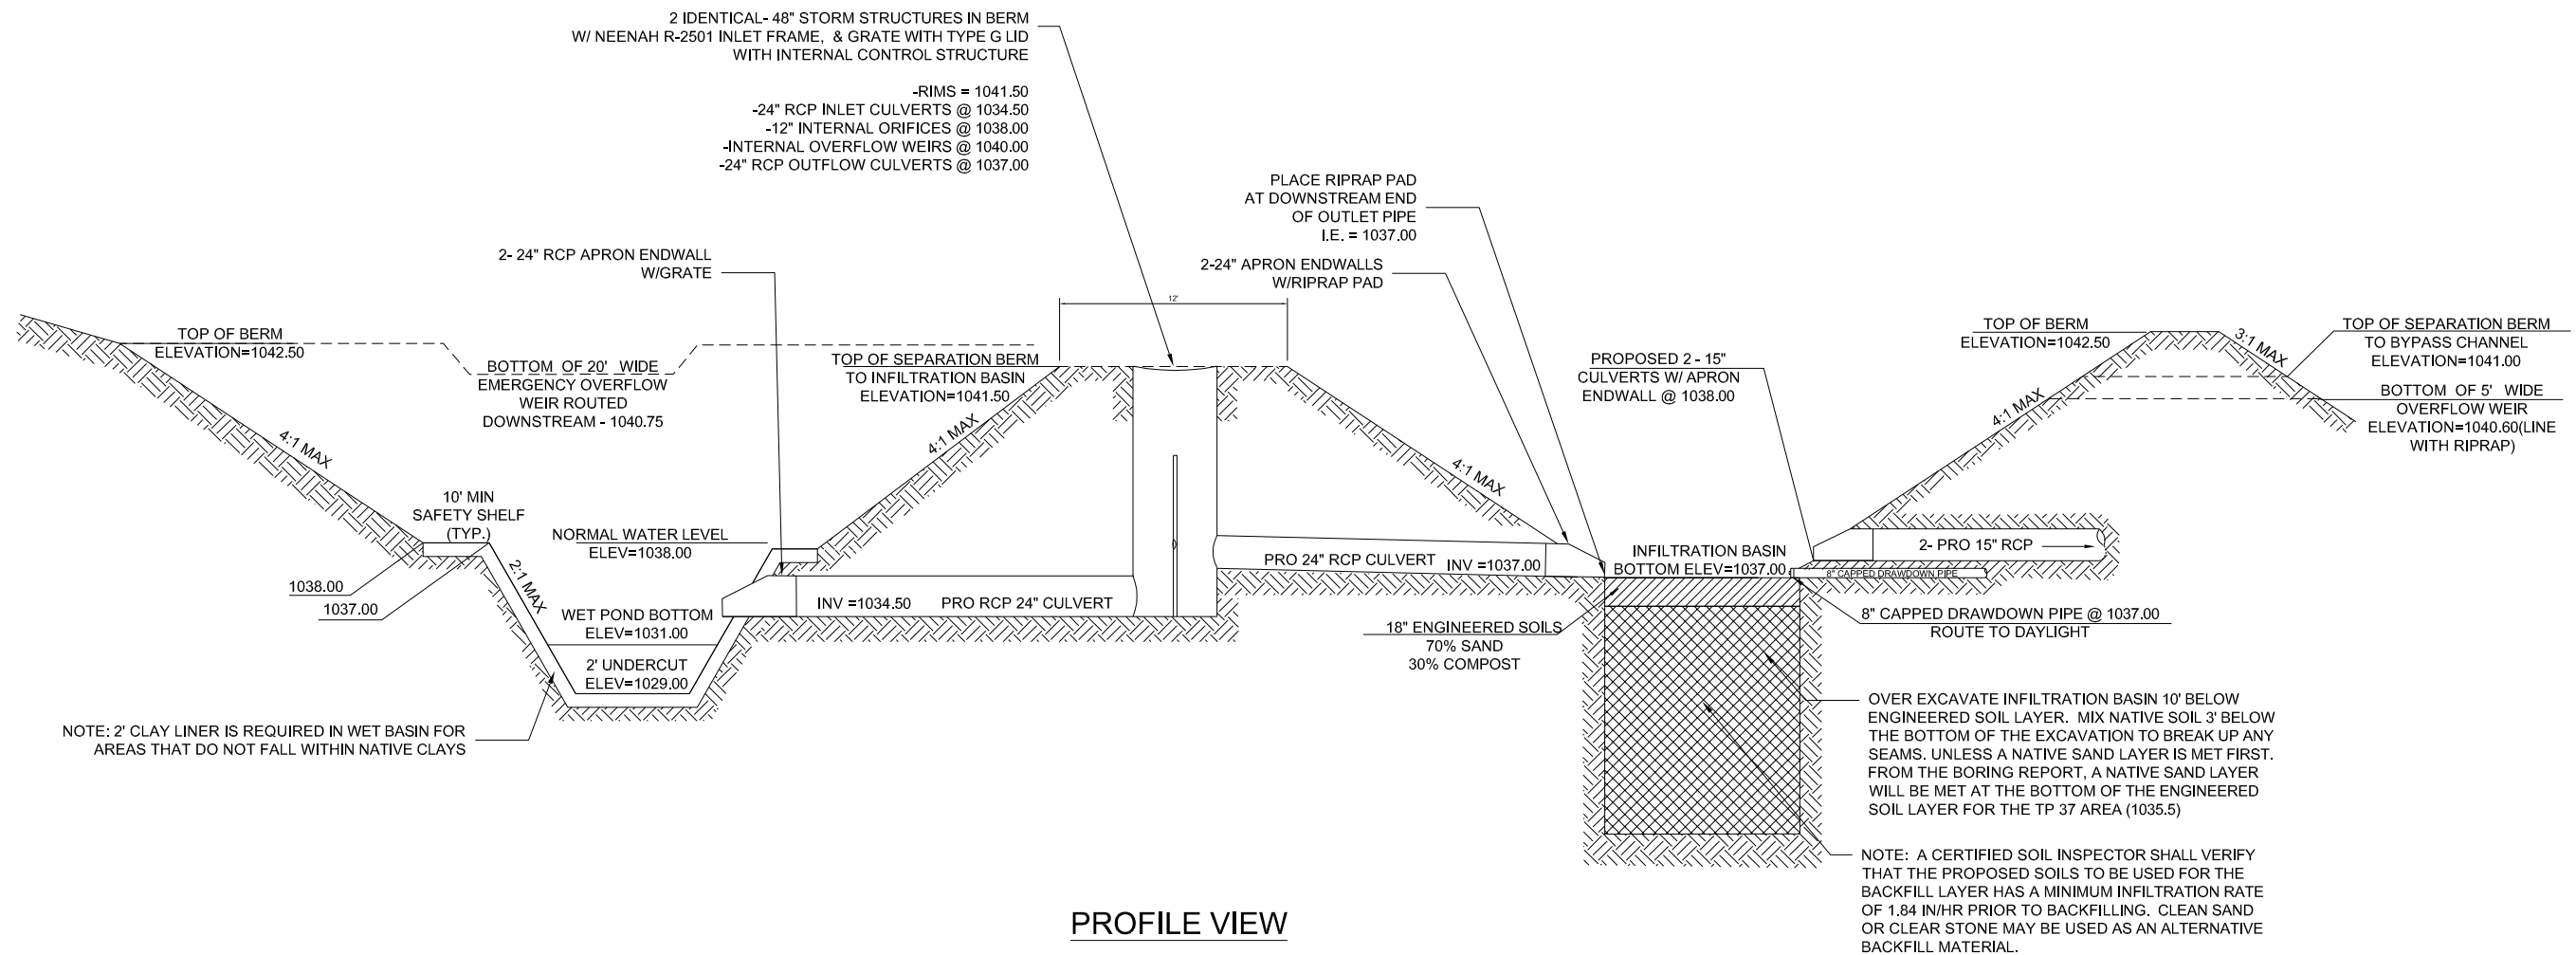 2 IDENTICAL- 48" STORM STRUCTURES IN BERM
W/ NEENAH R-2501 INLET FRAME, & GRATE WITH TYPE G LID
WITH INTERNAL CONTROL STRUCTURE
-RIMS = 1041.50
-24" RCP INLET CULVERTS @ 1034.50
-12" INTERNAL ORIFICES @ 1038.00
-INTERNAL OVERFLOW WEIRS @ 1040.00
-24" RCP OUTFLOW CULVERTS @ 1037.00
PLACE RIPRAP PAD
AT DOWNSTREAM END
OF OUTLET PIPE
I.E. = 1037.00
2- 24" RCP APRON ENDWALL
W/GRATE
2-24" APRON ENDWALLS
W/RIPRAP PAD
12'
TOP OF BERM
ELEVATION=1042.50
BOTTOM OF 20' WIDE
EMERGENCY OVERFLOW
WEIR ROUTED
DOWNSTREAM - 1040.75
TOP OF SEPARATION BERM
TO INFILTRATION BASIN
ELEVATION=1041.50
PROPOSED 2 - 15"
CULVERTS W/ APRON
ENDWALL @ 1038.00
TOP OF BERM
ELEVATION=1042.50
3:1 MAX
TOP OF SEPARATION BERM
TO BYPASS CHANNEL
ELEVATION=1041.00
BOTTOM OF 5' WIDE
OVERFLOW WEIR
ELEVATION=1040.60(LINE
WITH RIPRAP)
4:1 MAX
4:1 MAX
4:1 MAX
4:1 MAX
10' MIN
SAFETY SHELF
(TYP.)
NORMAL WATER LEVEL
ELEV=1038.00
1038.00
1037.00
2:1 MAX
WET POND BOTTOM
ELEV=1031.00
2' UNDERCUT
ELEV=1029.00
INV =1034.50
PRO RCP 24" CULVERT
PRO 24" RCP CULVERT
INV =1037.00
INFILTRATION BASIN
BOTTOM ELEV=1037.00
2- PRO 15" RCP
8" CAPPED DRAWDOWN PIPE
8" CAPPED DRAWDOWN PIPE @ 1037.00
ROUTE TO DAYLIGHT
18" ENGINEERED SOILS
70% SAND
30% COMPOST
NOTE: 2' CLAY LINER IS REQUIRED IN WET BASIN FOR
AREAS THAT DO NOT FALL WITHIN NATIVE CLAYS
OVER EXCAVATE INFILTRATION BASIN 10' BELOW
ENGINEERED SOIL LAYER. MIX NATIVE SOIL 3' BELOW
THE BOTTOM OF THE EXCAVATION TO BREAK UP ANY
SEAMS. UNLESS A NATIVE SAND LAYER IS MET FIRST.
FROM THE BORING REPORT, A NATIVE SAND LAYER
WILL BE MET AT THE BOTTOM OF THE ENGINEERED
SOIL LAYER FOR THE TP 37 AREA (1035.5)
NOTE: A CERTIFIED SOIL INSPECTOR SHALL VERIFY
THAT THE PROPOSED SOILS TO BE USED FOR THE
BACKFILL LAYER HAS A MINIMUM INFILTRATION RATE
OF 1.84 IN/HR PRIOR TO BACKFILLING. CLEAN SAND
OR CLEAR STONE MAY BE USED AS AN ALTERNATIVE
BACKFILL MATERIAL.
PROFILE VIEW